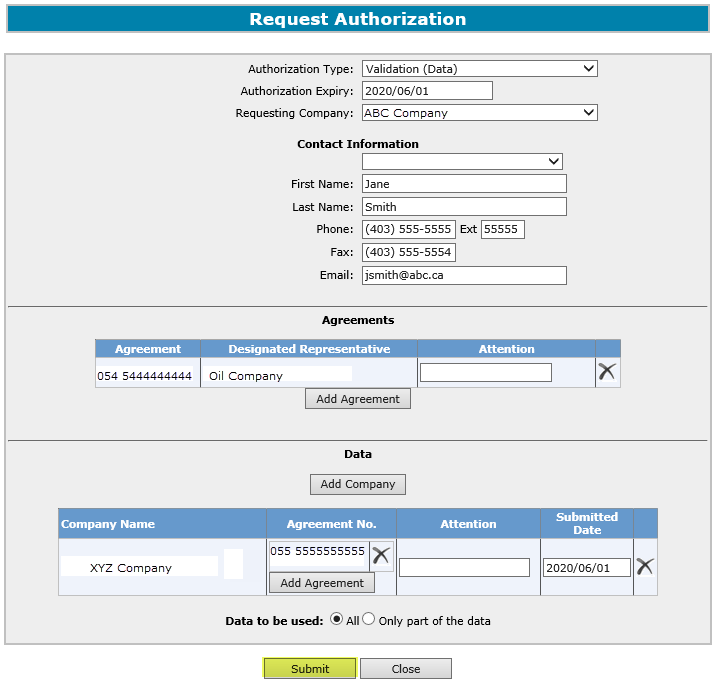 Request Authorization
Authorization Type: Validation (Data)
Authorization Expiry: 2020/06/01
Requesting Company: ABC Company
Contact Information
First Name: Jane
Last Name: Smith
Phone: (403) 555-5555 Ext 55555
Fax: (403) 555-5554
Email: jsmith@abc.ca
Agreements
Agreement Designated Representative Attention
054 5444444444 Oil Company
Add Agreement
Data
Add Company
Company Name Agreement No. Attention Submitted Date
XYZ Company 055 5555555555 2020/06/01
Add Agreement
Data to be used: All Only part of the data
Submit Close